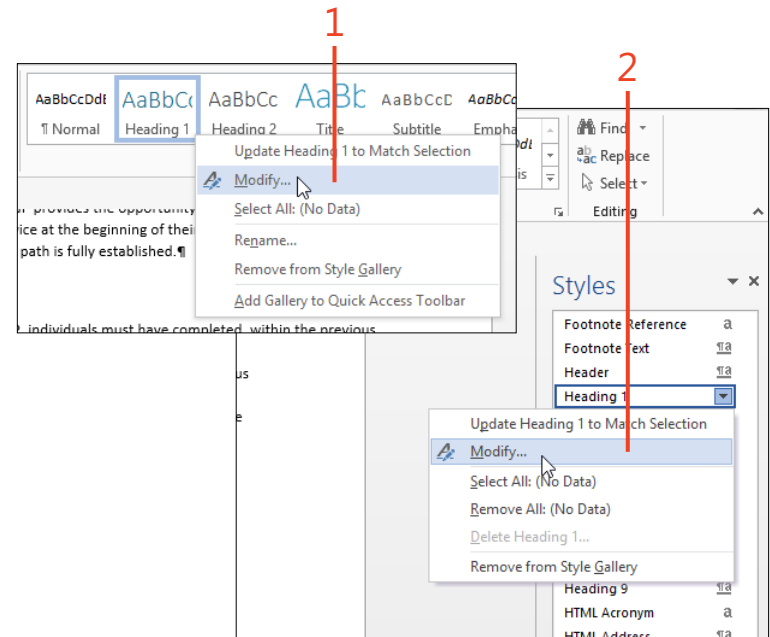 1
2
AaBbCcDdE AaBbCc AaBbCc AaBb AaBbCcD AaBbCc
¶ Normal Heading 1 Heading 2 Title Subtitle Empha
Update Heading 1 to Match Selection
Modify...
Select All: (No Data)
Rename...
Remove from Style Gallery
Add Gallery to Quick Access Toolbar
provides the opportunity
ice at the beginning of thei
path is fully established.¶
individuals must have completed, within the previous
us
e
Find
Replace
Select
is
Editing
Styles
Footnote Reference a
Footnote Text ¶a
Header ¶a
Heading 1
Update Heading 1 to Match Selection
Modify...
Select All: (No Data)
Remove All: (No Data)
Delete Heading 1...
Remove from Style Gallery
Heading 9 ¶a
HTML Acronym a
HTML Address ¶a